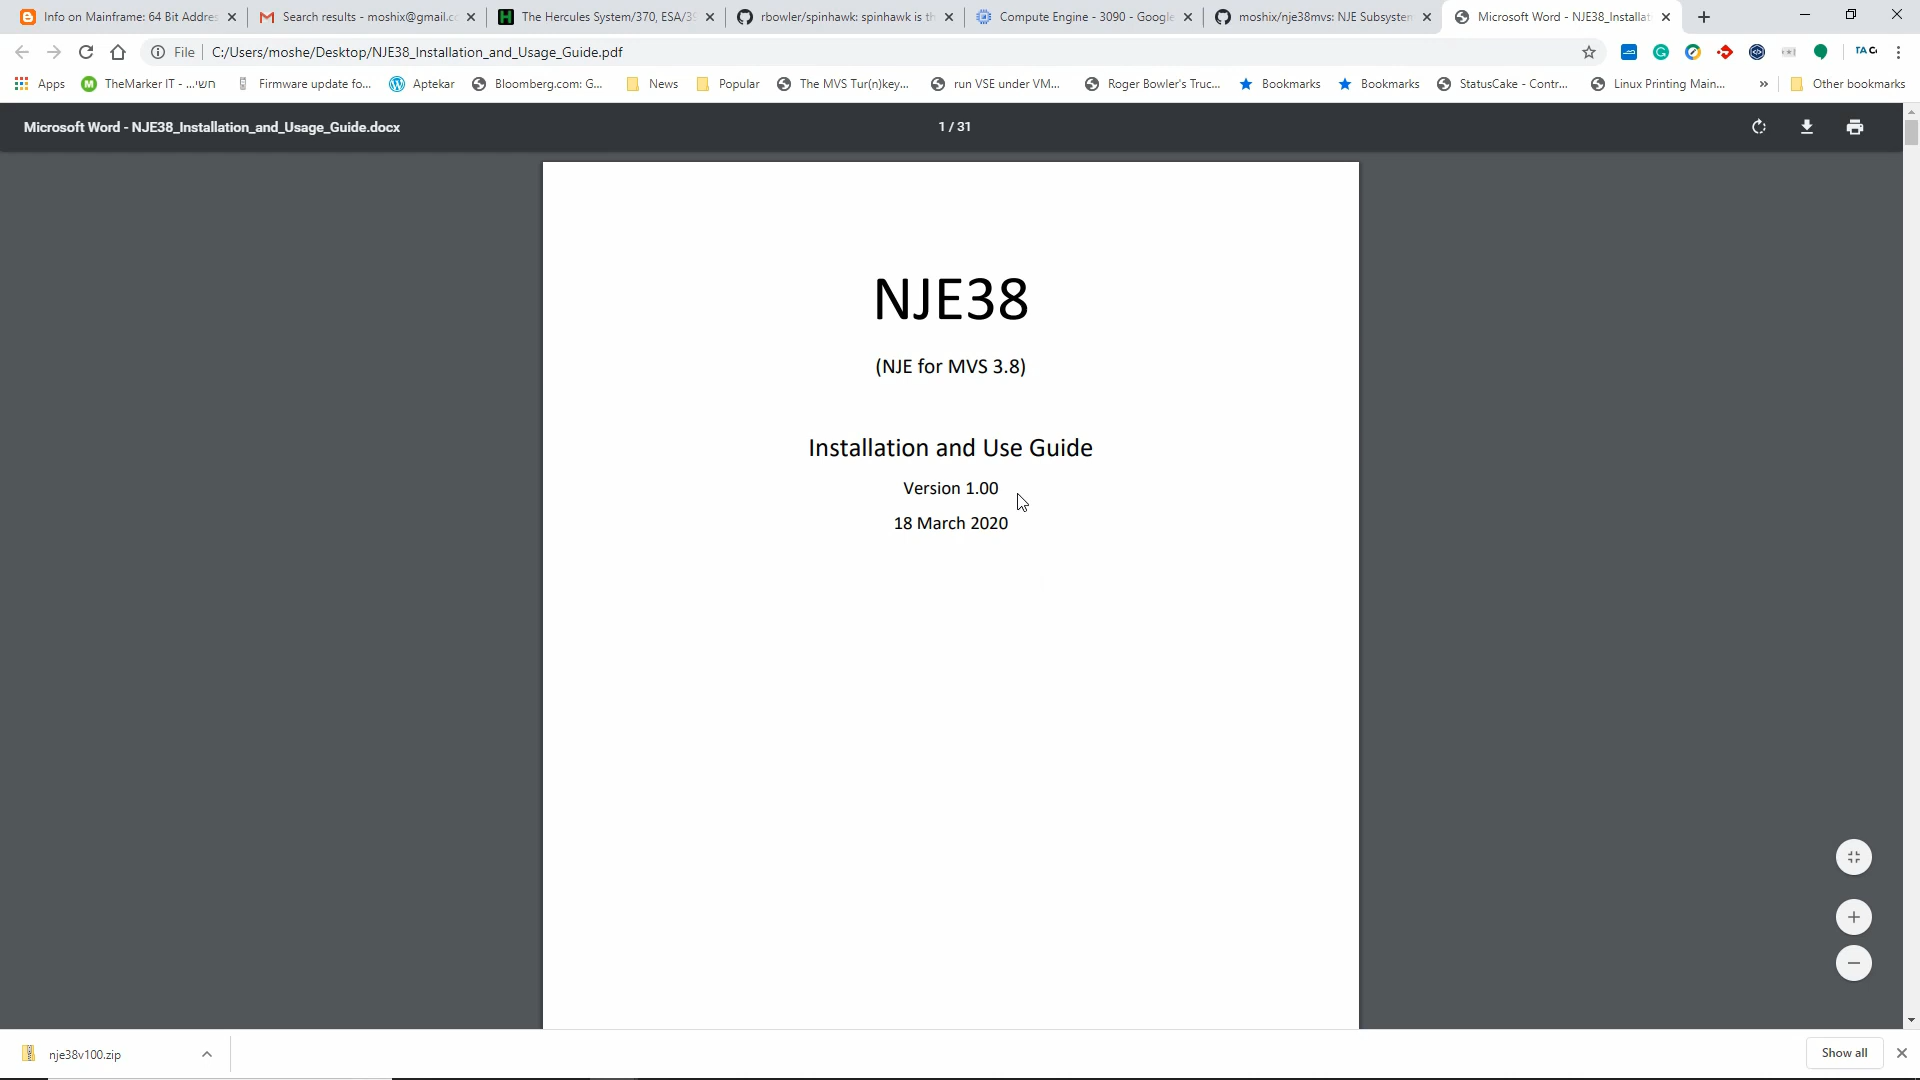 Info on Mainframe: 64 Bit Addre
Search results - moshix@gmail.c
The Hercules System/370, ESA/39
rbowler/spinhawk: spinhawk is th
Compute Engine - 3090 - Google
moshix/nje38mvs: NJE Subsystem
Microsoft Word - NJE38_Installat
File
C:/Users/moshe/Desktop/NJE38_Installation_and_Usage_Guide.pdf
Apps
TheMarker IT - ...חשי
Firmware update fo...
Aptekar
Bloomberg.com: G...
News
Popular
The MVS Tur(n)key...
run VSE under VM...
Roger Bowler's Truc...
Bookmarks
Bookmarks
StatusCake - Contr...
Linux Printing Main...
»
Other bookmarks
Microsoft Word - NJE38_Installation_and_Usage_Guide.docx
1 / 31
NJE38
(NJE for MVS 3.8)
Installation and Use Guide
Version 1.00
18 March 2020
nje38v100.zip
Show all